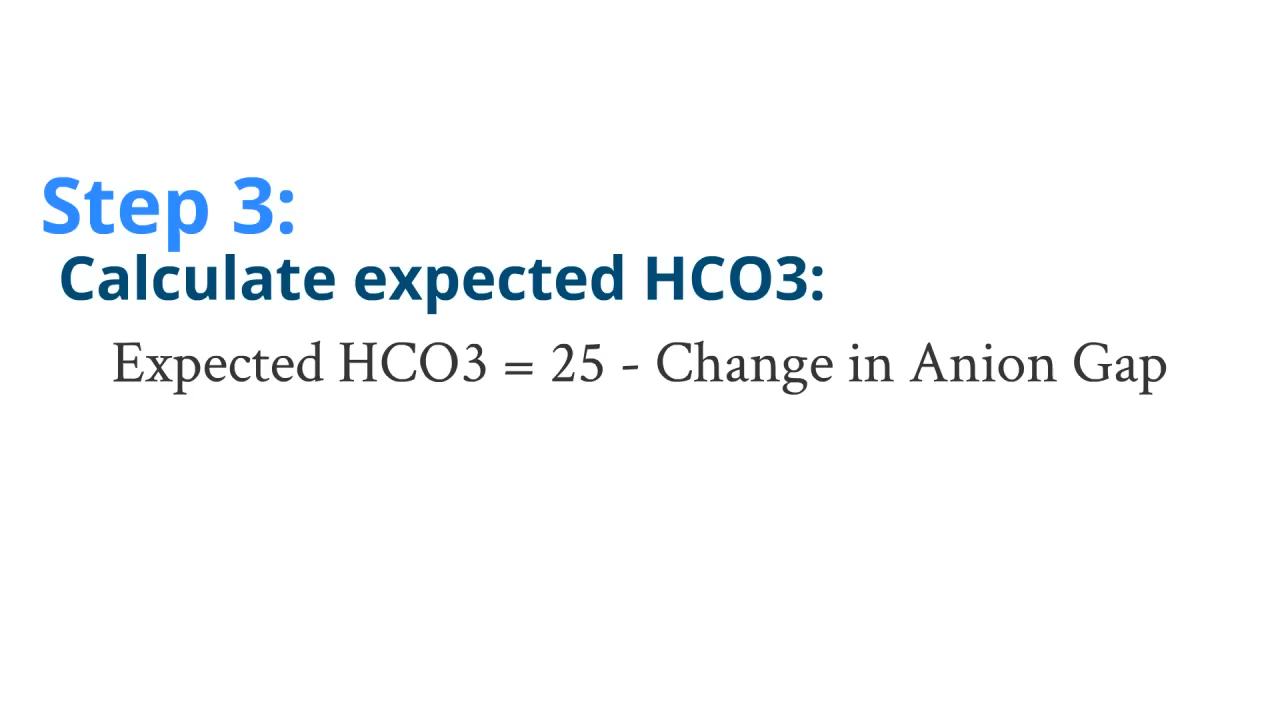 Step 3:
Calculate expected HCO3:
Expected HCO3 = 25 - Change in Anion Gap